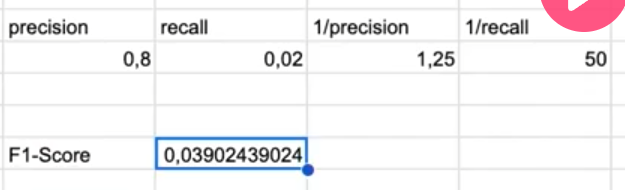 precision recall 1/precision 1/recall
0,8 0,02 1,25 50
F1-Score 0,03902439024